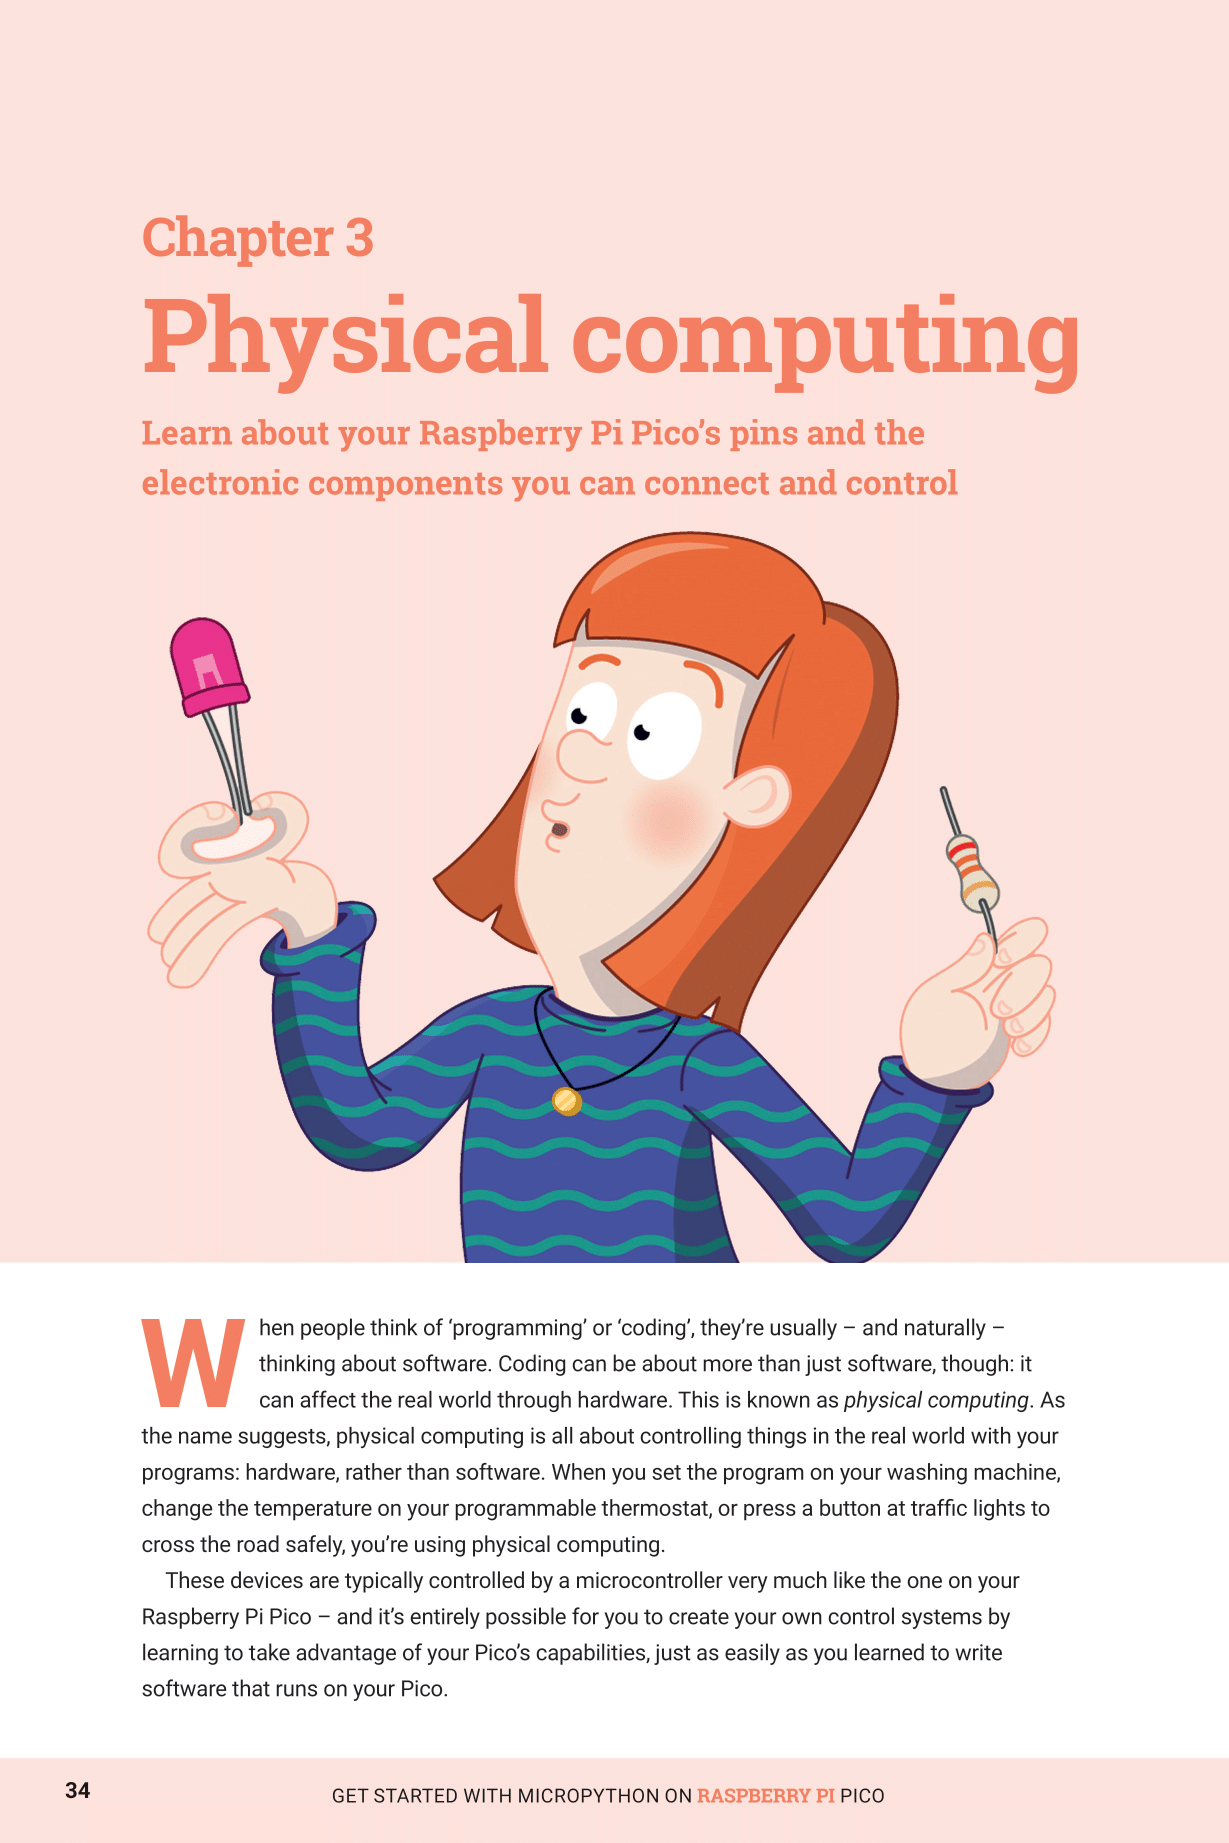 Chapter 3
Physical computing
Learn about your Raspberry Pi Pico’s pins and the
electronic components you can connect and control
When people think of ‘programming’ or ‘coding’, they’re usually – and naturally –
thinking about software. Coding can be about more than just software, though: it
can affect the real world through hardware. This is known as physical computing. As
the name suggests, physical computing is all about controlling things in the real world with your
programs: hardware, rather than software. When you set the program on your washing machine,
change the temperature on your programmable thermostat, or press a button at traffic lights to
cross the road safely, you’re using physical computing.
These devices are typically controlled by a microcontroller very much like the one on your
Raspberry Pi Pico – and it’s entirely possible for you to create your own control systems by
learning to take advantage of your Pico’s capabilities, just as easily as you learned to write
software that runs on your Pico.
34
GET STARTED WITH MICROPYTHON ON RASPBERRY PI PICO